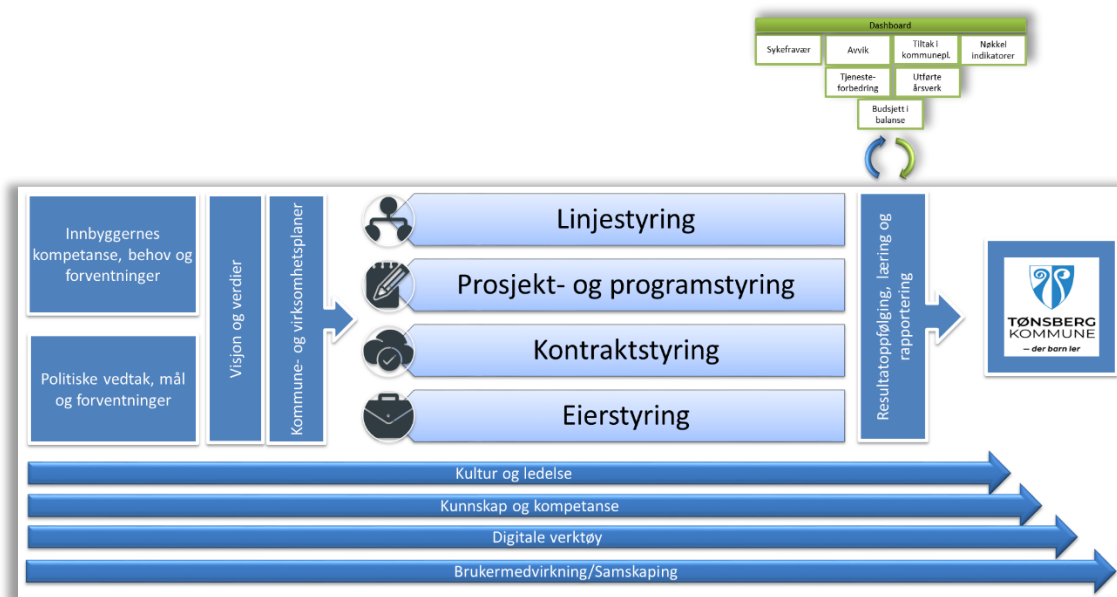 Dashboard
Sykefravær
Avvik
Tiltak i
kommunepl.
Nøkkel
indikatorer
Tjeneste-
forbedring
Utførte
årsverk
Budsjett i
balanse
Innbyggernes
kompetanse, behov og
forventninger
Politiske vedtak, mål
og forventninger
Visjon og verdier
Kommune- og virksomhetsplaner
Linjestyring
Prosjekt- og programstyring
Kontraktstyring
Eierstyring
Resultatoppfølging, læring og
rapportering
TØNSBERG
KOMMUNE
– der barn ler
Kultur og ledelse
Kunnskap og kompetanse
Digitale verktøy
Brukermedvirkning/Samskaping